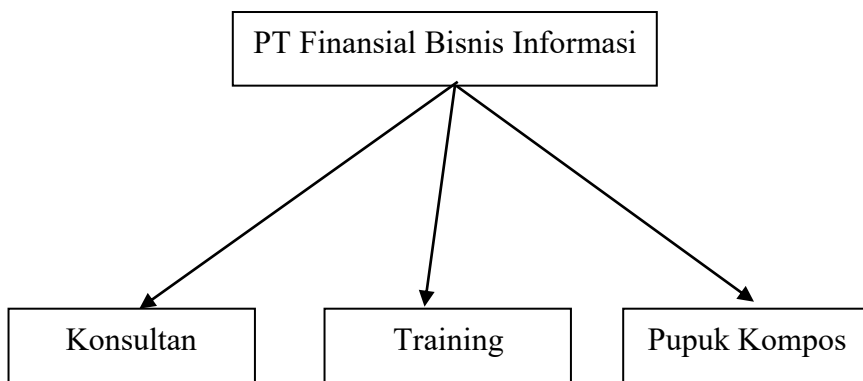 PT Finansial Bisnis Informasi
Konsultan
Training
Pupuk Kompos